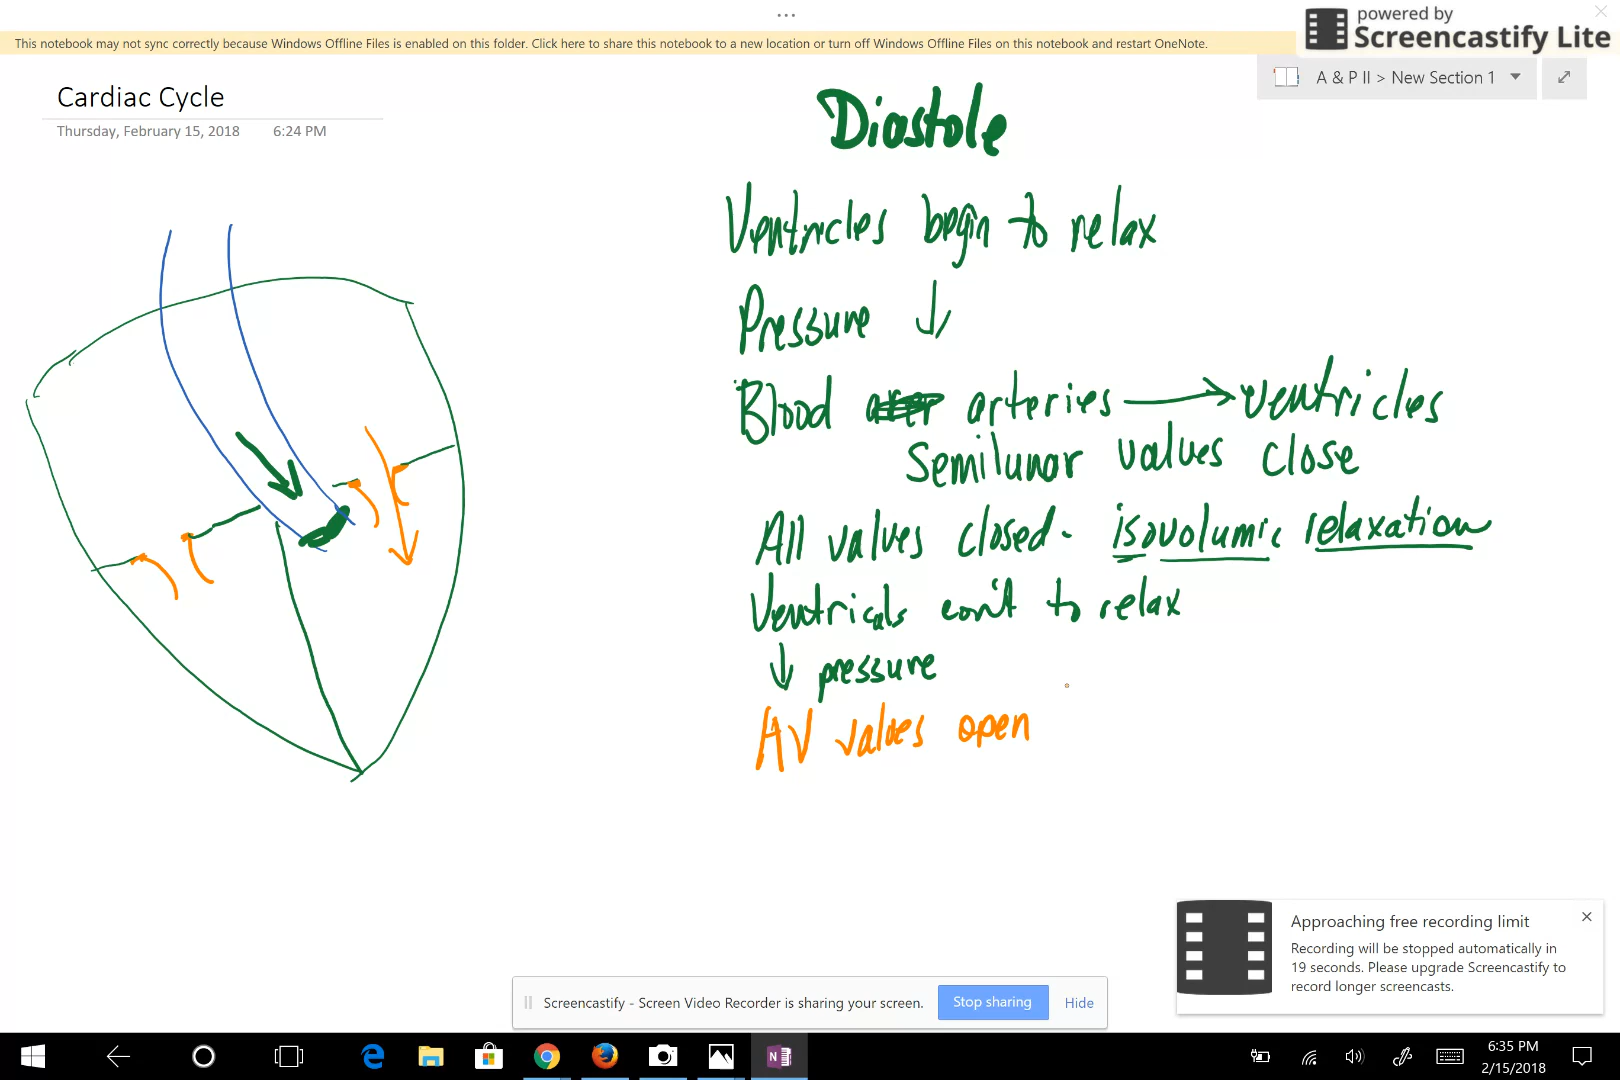 ...
powered by
Screencastify Lite
This notebook may not sync correctly because Windows Offline Files is enabled on this folder. Click here to share this notebook to a new location or turn off Windows Offline Files on this notebook and restart OneNote.
A & P II > New Section 1
Cardiac Cycle
Thursday, February 15, 2018 6:24 PM
Diastole
Ventricles begin to relax
Pressure ↓
Blood arteries → ventricles
Semilunar valves close
All valves closed - isovolumic relaxation
Ventricals con't to relax
↓ pressure
AV valves open
Approaching free recording limit
Recording will be stopped automatically in
19 seconds. Please upgrade Screencastify to
record longer screencasts.
Screencastify - Screen Video Recorder is sharing your screen. Stop sharing Hide
6:35 PM
2/15/2018